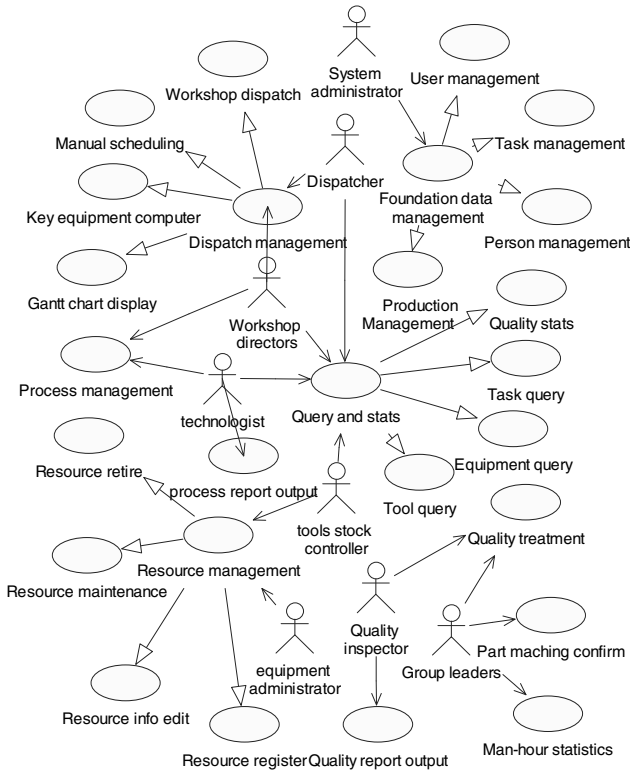 System
administrator
User management
Workshop dispatch
Task management
Manual scheduling
Dispatcher
Foundation data
management
Key equipment computer
Dispatch management
Person management
Gantt chart display
Production
Management
Quality stats
Workshop
directors
Process management
Task query
technologist
Query and stats
Equipment query
Resource retire
process report output
Tool query
tools stock
controller
Quality treatment
Resource management
Resource maintenance
Quality
inspector
Part maching confirm
equipment
administrator
Group leaders
Resource info edit
Man-hour statistics
Resource register
Quality report output